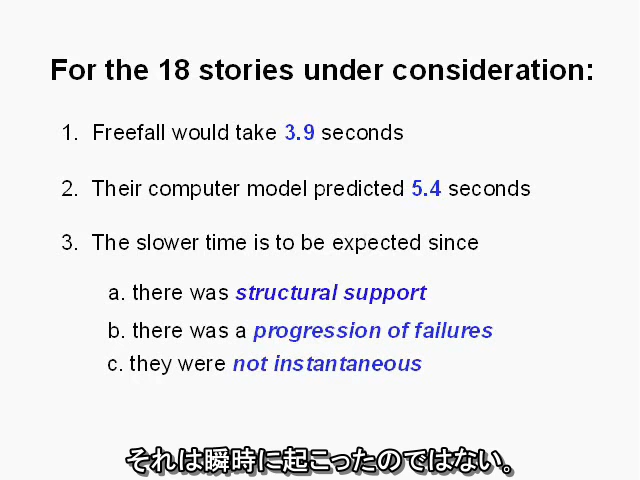 For the 18 stories under consideration:
1. Freefall would take 3.9 seconds
2. Their computer model predicted 5.4 seconds
3. The slower time is to be expected since
a. there was structural support
b. there was a progression of failures
c. they were not instantaneous
それは瞬時に起こったのではない。